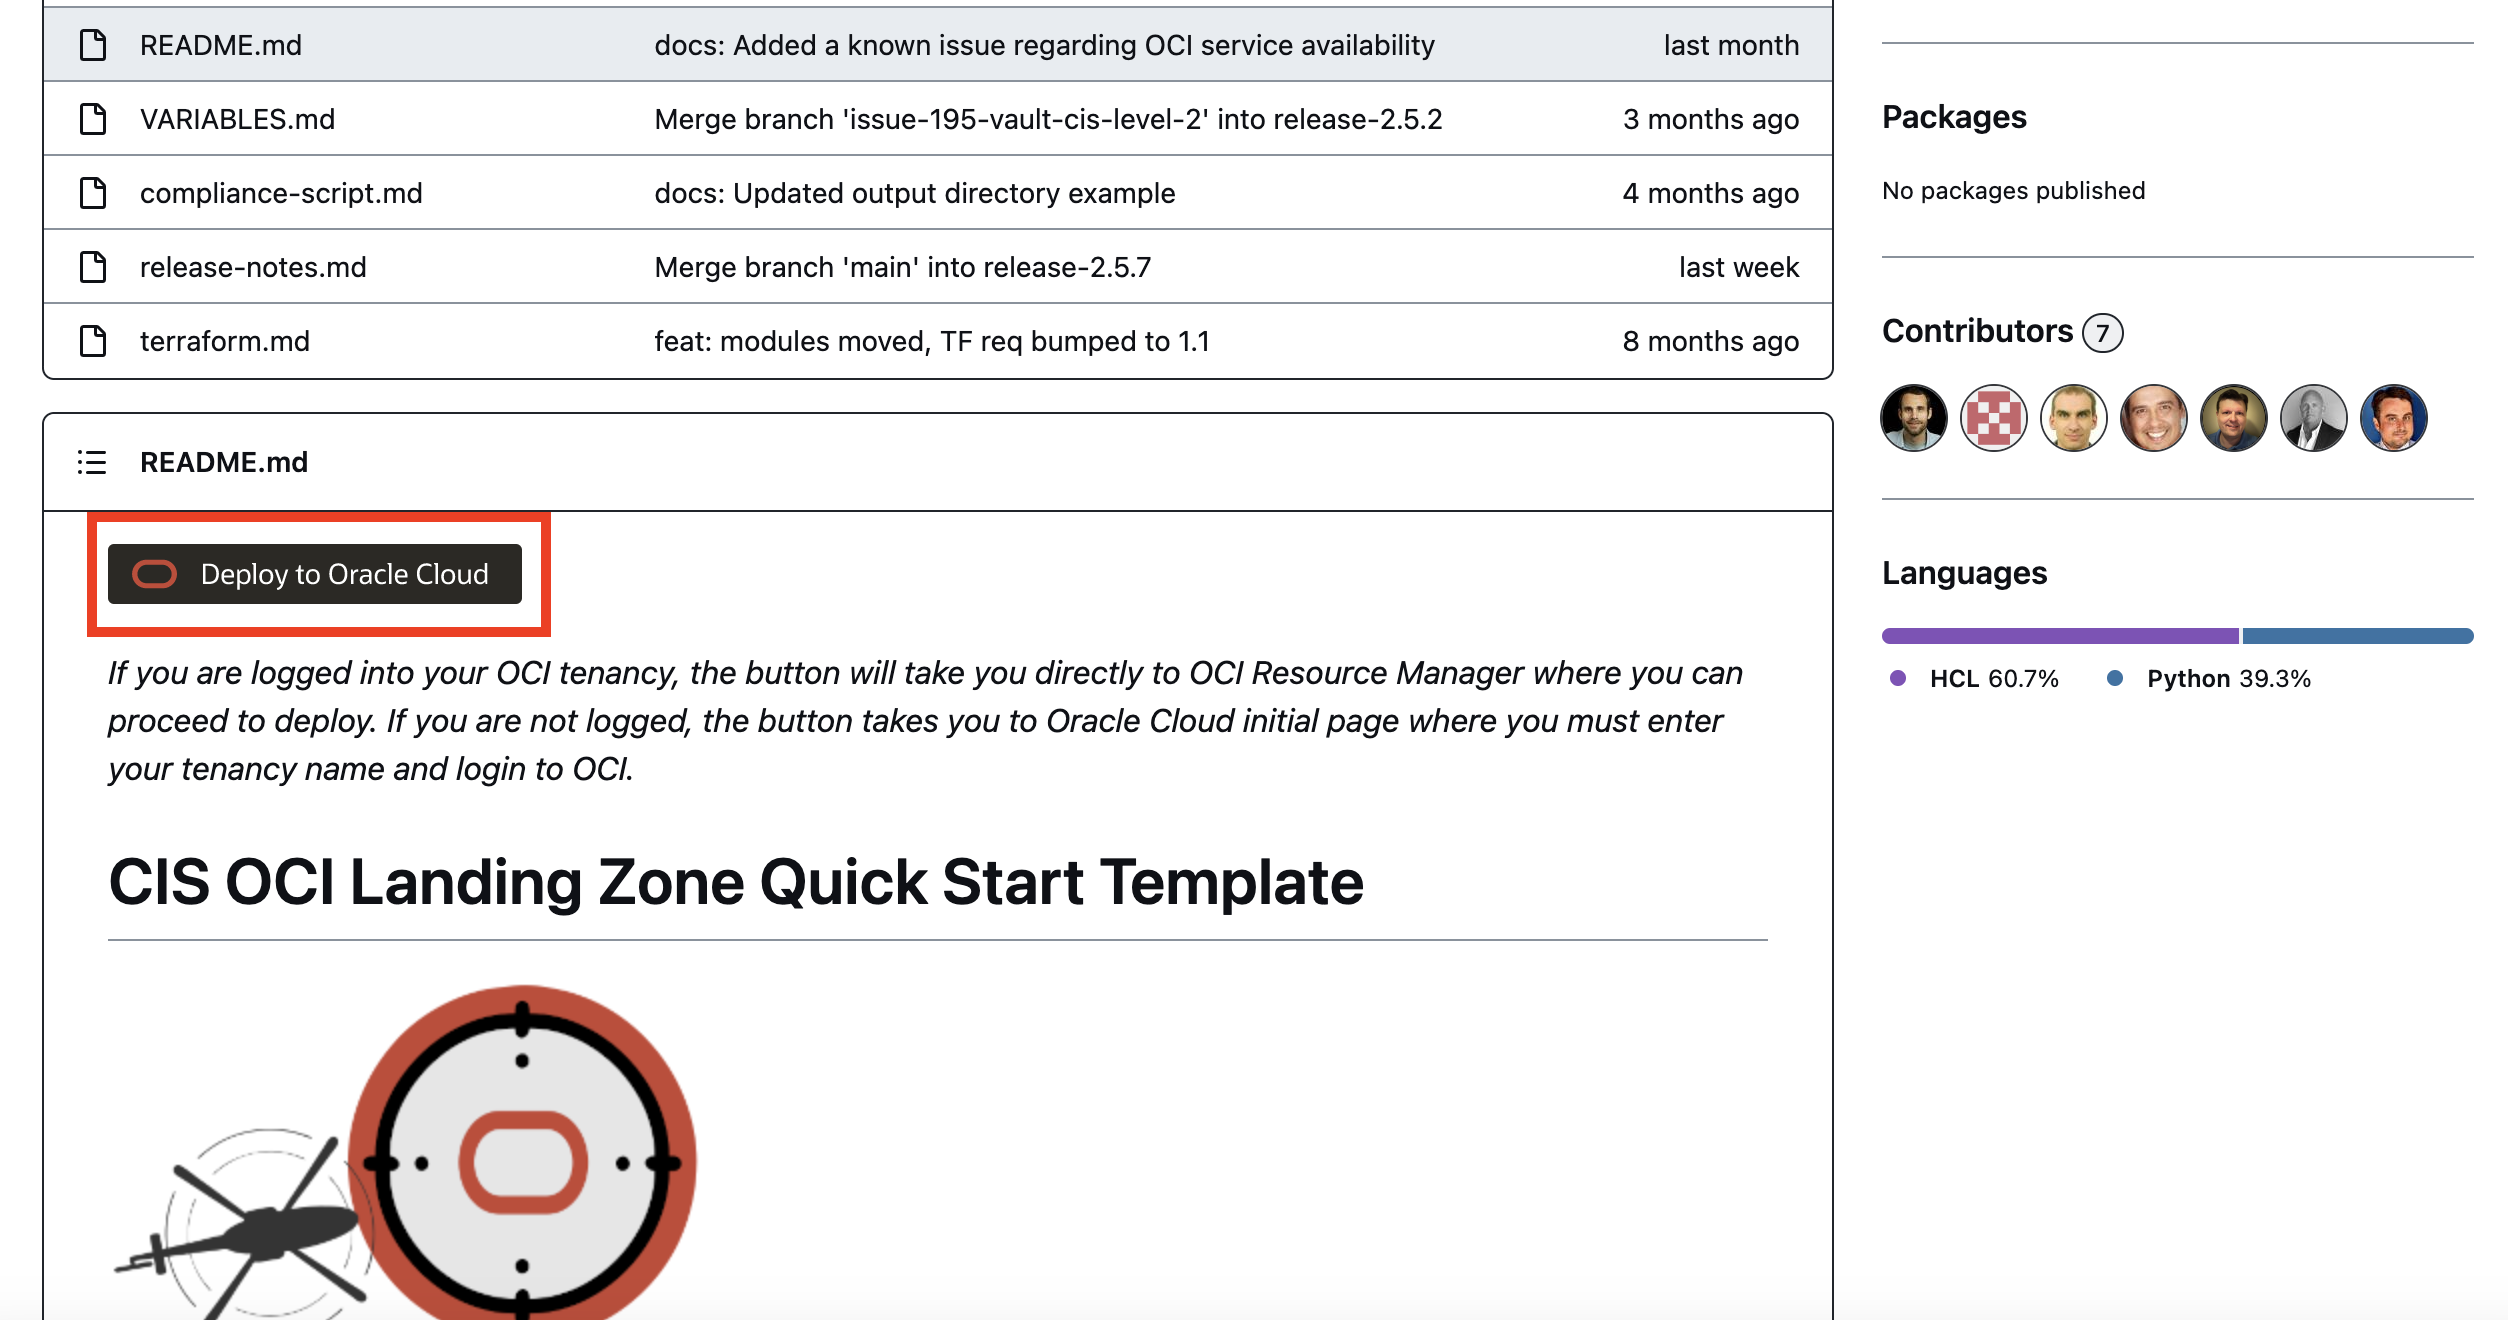 README.md docs: Added a known issue regarding OCI service availability last month
VARIABLES.md Merge branch 'issue-195-vault-cis-level-2' into release-2.5.2 3 months ago
compliance-script.md docs: Updated output directory example 4 months ago
release-notes.md Merge branch 'main' into release-2.5.7 last week
terraform.md feat: modules moved, TF req bumped to 1.1 8 months ago
README.md
Deploy to Oracle Cloud
If you are logged into your OCI tenancy, the button will take you directly to OCI Resource Manager where you can
proceed to deploy. If you are not logged, the button takes you to Oracle Cloud initial page where you must enter
your tenancy name and login to OCI.
CIS OCI Landing Zone Quick Start Template
Packages
No packages published
Contributors 7
Languages
HCL 60.7% Python 39.3%